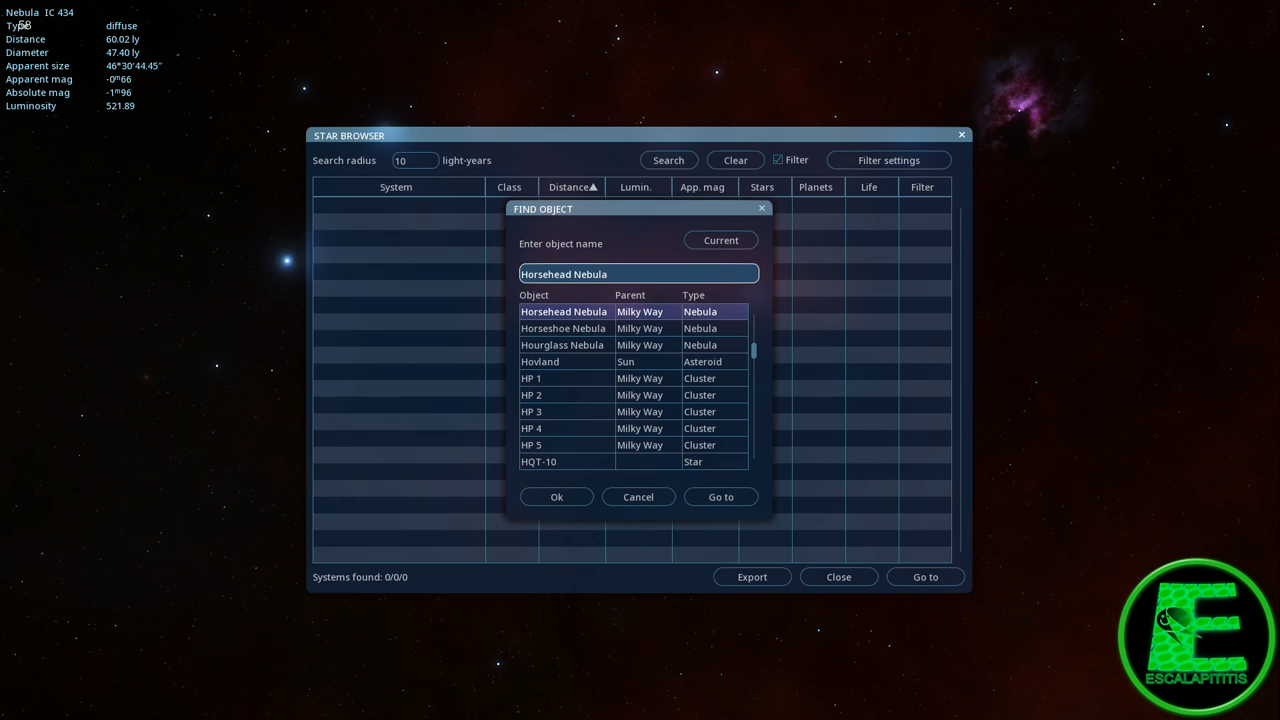 Nebula IC 434
58
Type diffuse
Distance 60.02 ly
Diameter 47.40 ly
Apparent size 46°30′44.45″
Apparent mag -0ᵐ66
Absolute mag -1ᵐ96
Luminosity 521.89
STAR BROWSER
Search radius 10 light-years Search Clear Filter Filter settings
System Class Distance▲ Lumin. App. mag Stars Planets Life Filter
FIND OBJECT
Enter object name Current
Horsehead Nebula
Object Parent Type
Horsehead Nebula Milky Way Nebula
Horseshoe Nebula Milky Way Nebula
Hourglass Nebula Milky Way Nebula
Hovland Sun Asteroid
HP 1 Milky Way Cluster
HP 2 Milky Way Cluster
HP 3 Milky Way Cluster
HP 4 Milky Way Cluster
HP 5 Milky Way Cluster
HQT-10 Star
Ok Cancel Go to
Systems found: 0/0/0 Export Close Go to
E
ESCALAPITITIS